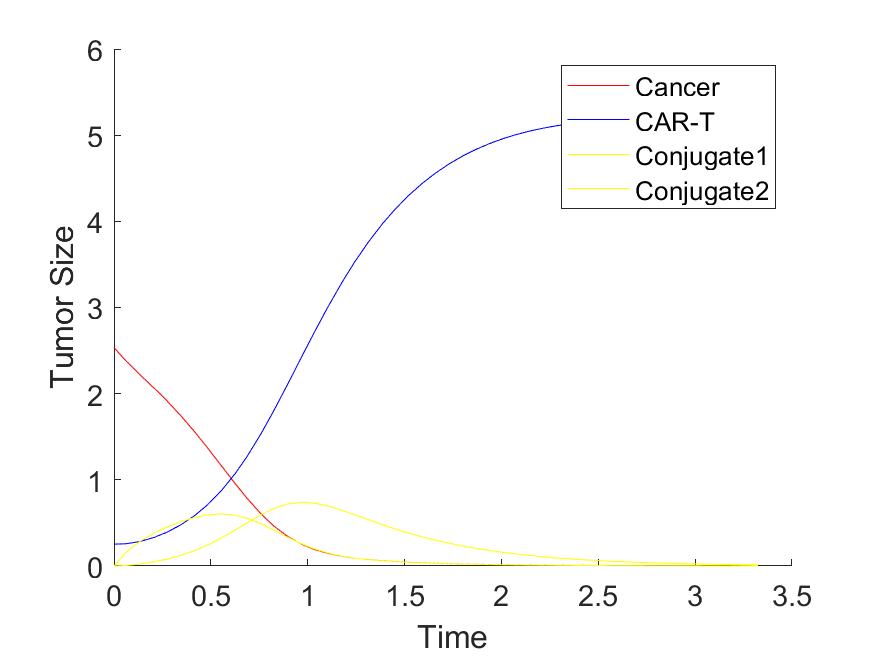 6
5
4
3
2
1
0
Tumor Size
Cancer
CAR-T
Conjugate1
Conjugate2
0 0.5 1 1.5 2 2.5 3 3.5
Time